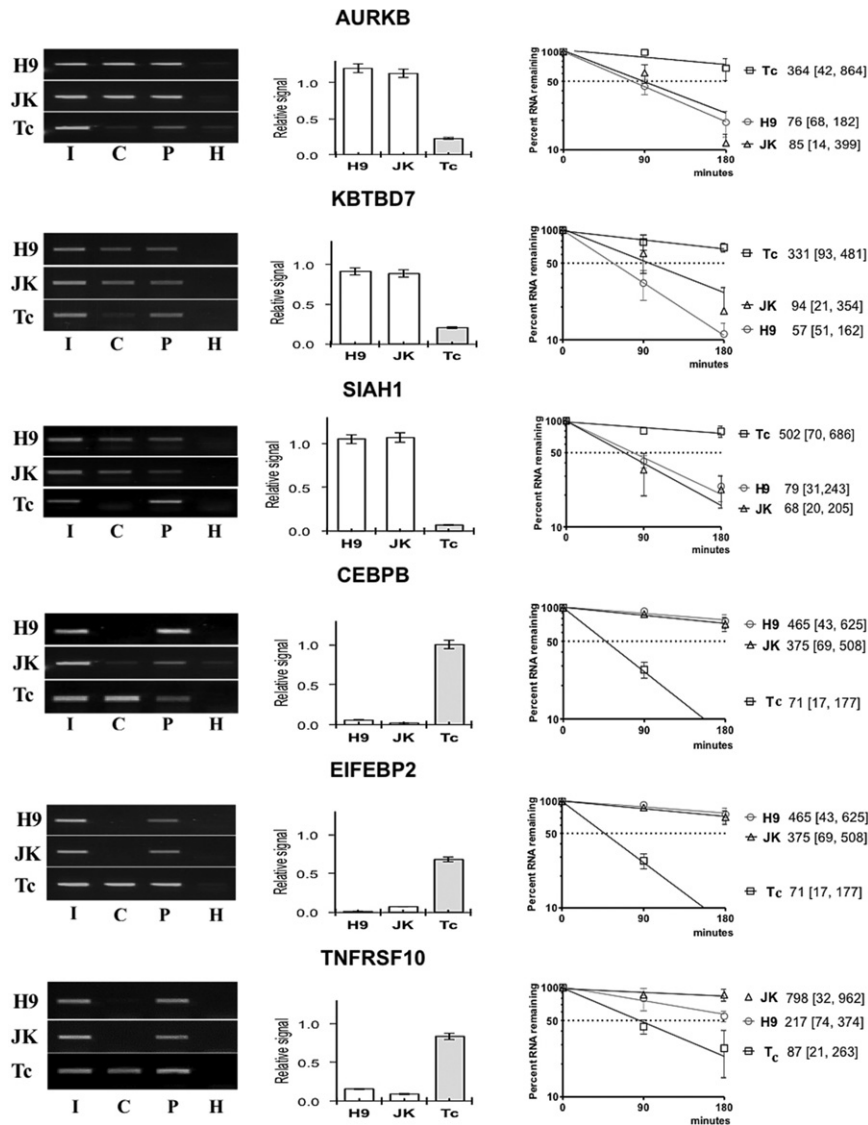 AURKB
H9
JK
Tc
I C P H
Relative signal
1.0
0.5
0.0
H9 JK Tc
Percent RNA remaining
100
50
10
0 90 180
minutes
Tc 364 [42, 864]
H9 76 [68, 182]
JK 85 [14, 399]
KBTBD7
H9
JK
Tc
I C P H
Relative signal
1.0
0.5
0.0
H9 JK Tc
Percent RNA remaining
100
50
10
0 90 180
minutes
Tc 331 [93, 481]
JK 94 [21, 354]
H9 57 [51, 162]
SIAH1
H9
JK
Tc
I C P H
Relative signal
1.0
0.5
0.0
H9 JK Tc
Percent RNA remaining
100
50
10
0 90 180
minutes
Tc 502 [70, 686]
H9 79 [31,243]
JK 68 [20, 205]
CEBPB
H9
JK
Tc
I C P H
Relative signal
1.0
0.5
0.0
H9 JK Tc
Percent RNA remaining
100
50
10
0 90 180
minutes
H9 465 [43, 625]
JK 375 [69, 508]
Tc 71 [17, 177]
EIFEBP2
H9
JK
Tc
I C P H
Relative signal
1.0
0.5
0.0
H9 JK Tc
Percent RNA remaining
100
50
10
0 90 180
minutes
H9 465 [43, 625]
JK 375 [69, 508]
Tc 71 [17, 177]
TNFRSF10
H9
JK
Tc
I C P H
Relative signal
1.0
0.5
0.0
H9 JK Tc
Percent RNA remaining
100
50
10
0 90 180
minutes
JK 798 [32, 962]
H9 217 [74, 374]
Tc 87 [21, 263]